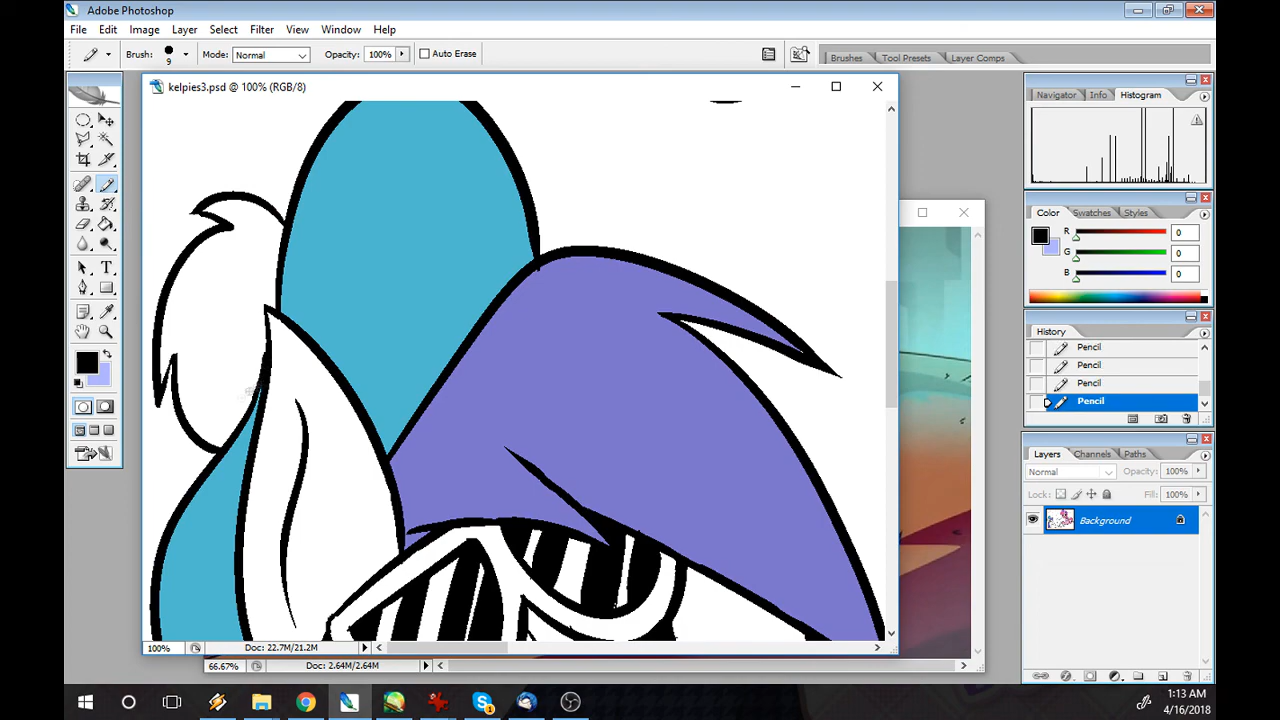 Adobe Photoshop
File Edit Image Layer Select Filter View Window Help
Brush: 9 Mode: Normal Opacity: 100% Auto Erase
Brushes Tool Presets Layer Comps
kelpies3.psd @ 100% (RGB/8)
Navigator Info Histogram
Color Swatches Styles
R 0
G 0
B 0
History
Pencil
Pencil
Pencil
Pencil
Layers Channels Paths
Normal Opacity: 100%
Lock: Fill: 100%
Background
100% Doc: 22.7M/21.2M
66.67% Doc: 2.64M/2.64M
1:13 AM
4/16/2018